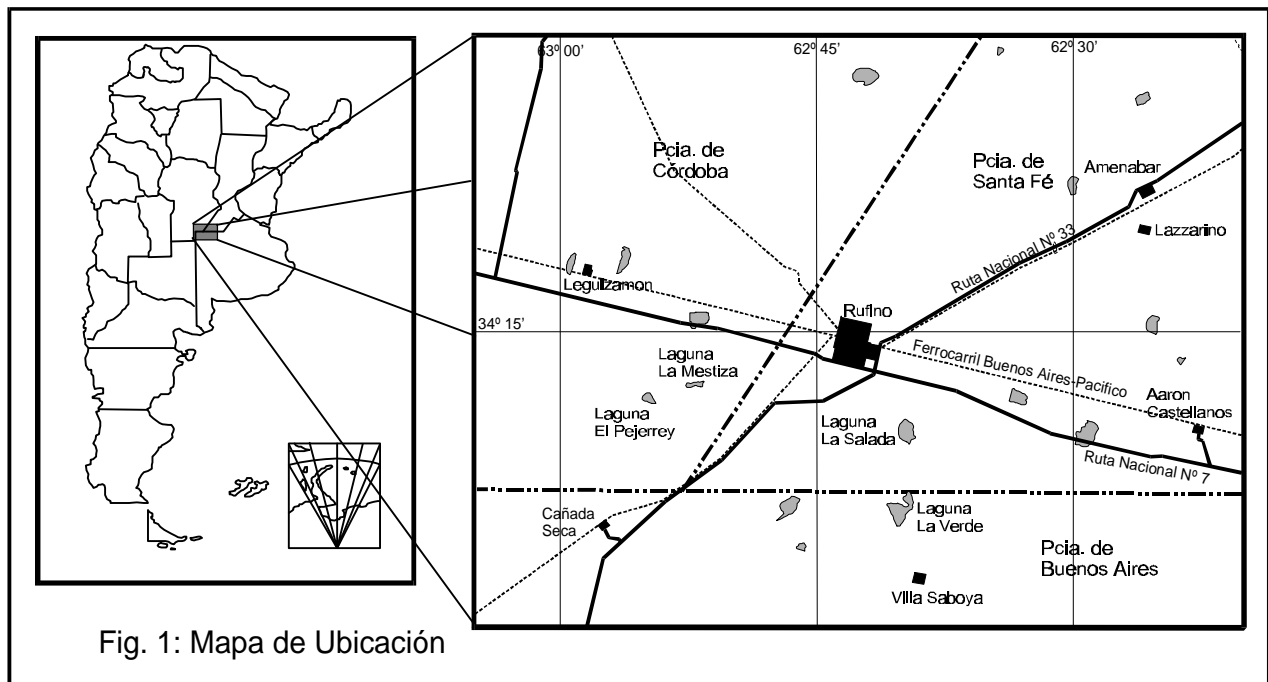 63º 00’
62º 45’
62º 30’
Pcia. de
Córdoba
Pcia. de
Santa Fé
Amenabar
Lazzarino
Ruta Nacional Nº 33
Leguizamon
Rufino
34º 15’
Ferrocarril Buenos Aires-Pacifico
Laguna
La Mestiza
Aaron
Castellanos
Laguna
El Pejerrey
Laguna
La Salada
Ruta Nacional Nº 7
Cañada
Seca
Laguna
La Verde
Pcia. de
Buenos Aires
Villa Saboya
Fig. 1: Mapa de Ubicación